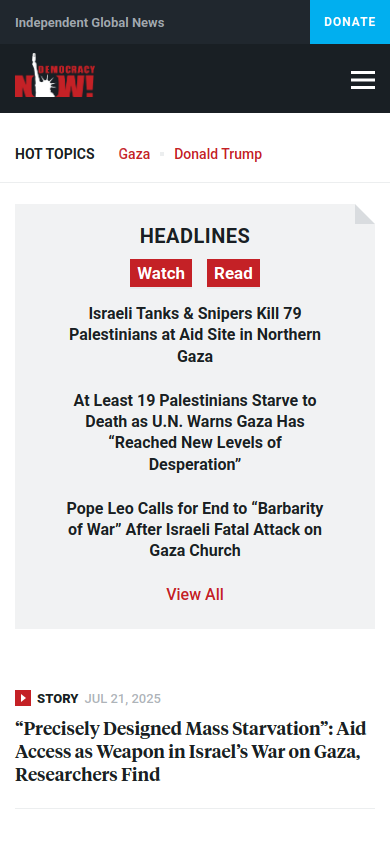 Independent Global News
DONATE
DEMOCRACY
NOW!
HOT TOPICS
Gaza
Donald Trump
HEADLINES
Watch
Read
Israeli Tanks & Snipers Kill 79
Palestinians at Aid Site in Northern
Gaza
At Least 19 Palestinians Starve to
Death as U.N. Warns Gaza Has
“Reached New Levels of
Desperation”
Pope Leo Calls for End to “Barbarity
of War” After Israeli Fatal Attack on
Gaza Church
View All
STORY JUL 21, 2025
“Precisely Designed Mass Starvation”: Aid
Access as Weapon in Israel’s War on Gaza,
Researchers Find